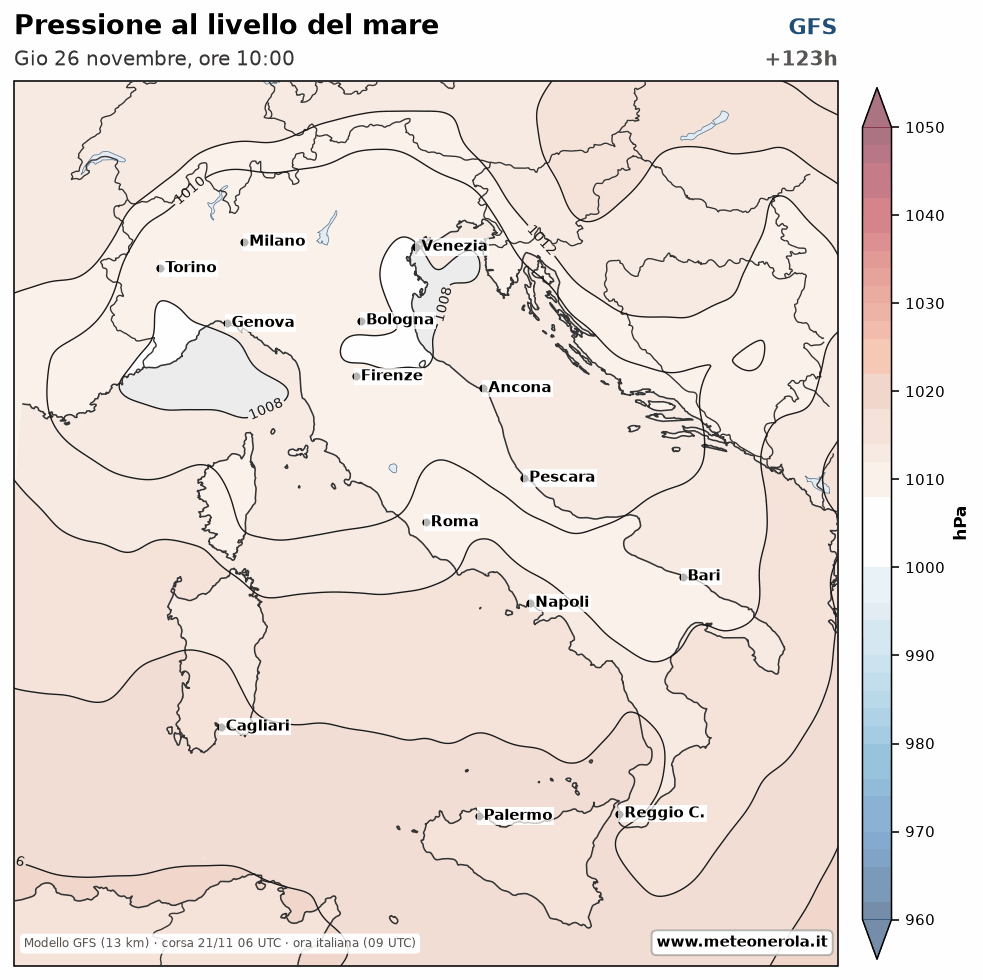 Pressione al livello del mare
GFS
Gio 26 novembre, ore 10:00
+123h
1010
Milano
Venezia
Torino
1008
Genova
Bologna
Firenze
Ancona
1008
Pescara
Roma
Bari
Napoli
Cagliari
Palermo
Reggio C.
6
Modello GFS (13 km) · corsa 21/11 06 UTC · ora italiana (09 UTC)
www.meteonerola.it
1050
1040
1030
1020
1010
1000
990
980
970
960
hPa